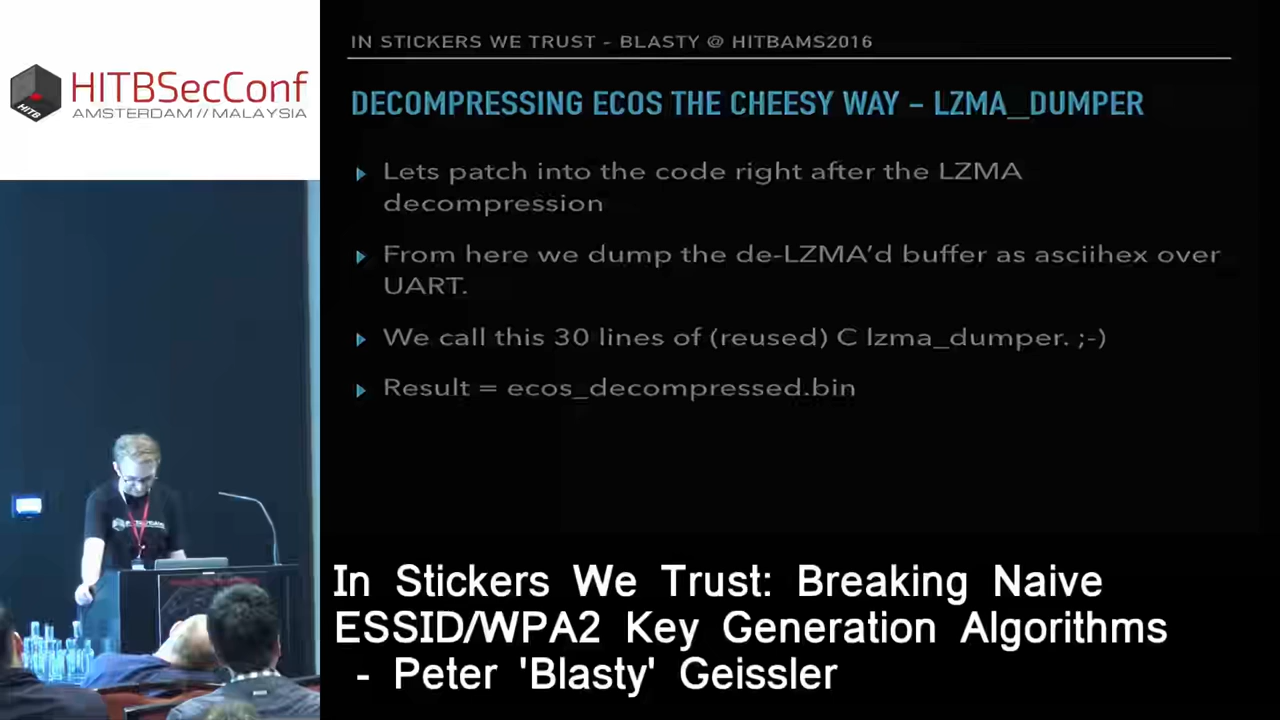 HITBSecConf
AMSTERDAM // MALAYSIA
HITB
IN STICKERS WE TRUST - BLASTY @ HITBAMS2016
DECOMPRESSING ECOS THE CHEESY WAY – LZMA_DUMPER
Lets patch into the code right after the LZMA
decompression
From here we dump the de-LZMA’d buffer as asciihex over
UART.
We call this 30 lines of (reused) C lzma_dumper. ;-)
Result = ecos_decompressed.bin
In Stickers We Trust: Breaking Naive
ESSID/WPA2 Key Generation Algorithms
- Peter 'Blasty' Geissler